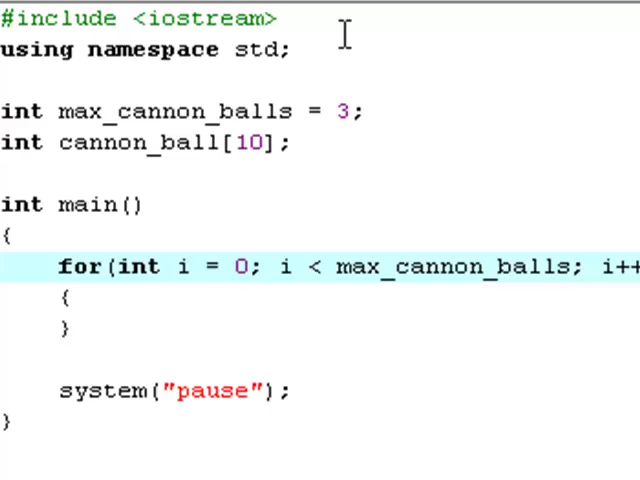 #include <iostream>
using namespace std;
int max_cannon_balls = 3;
int cannon_ball[10];
int main()
{
for(int i = 0; i < max_cannon_balls; i++
{
}
system("pause");
}